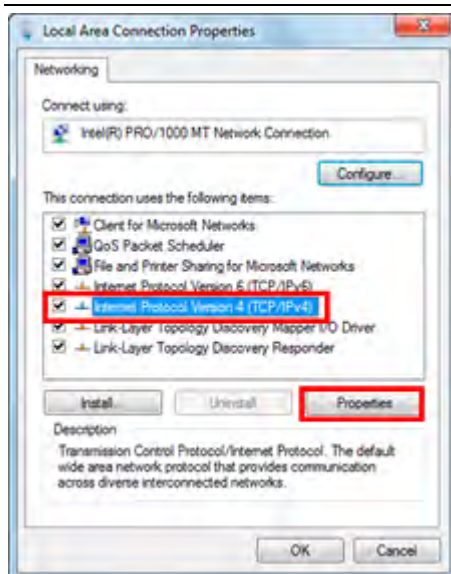 Local Area Connection Properties
Networking
Connect using:
Intel(R) PRO/1000 MT Network Connection
Configure...
This connection uses the following items:
Client for Microsoft Networks
QoS Packet Scheduler
File and Printer Sharing for Microsoft Networks
Internet Protocol Version 6 (TCP/IPv6)
Internet Protocol Version 4 (TCP/IPv4)
Link-Layer Topology Discovery Mapper I/O Driver
Link-Layer Topology Discovery Responder
Install...
Uninstall
Properties
Description
Transmission Control Protocol/Internet Protocol. The default
wide area network protocol that provides communication
across diverse interconnected networks.
OK
Cancel